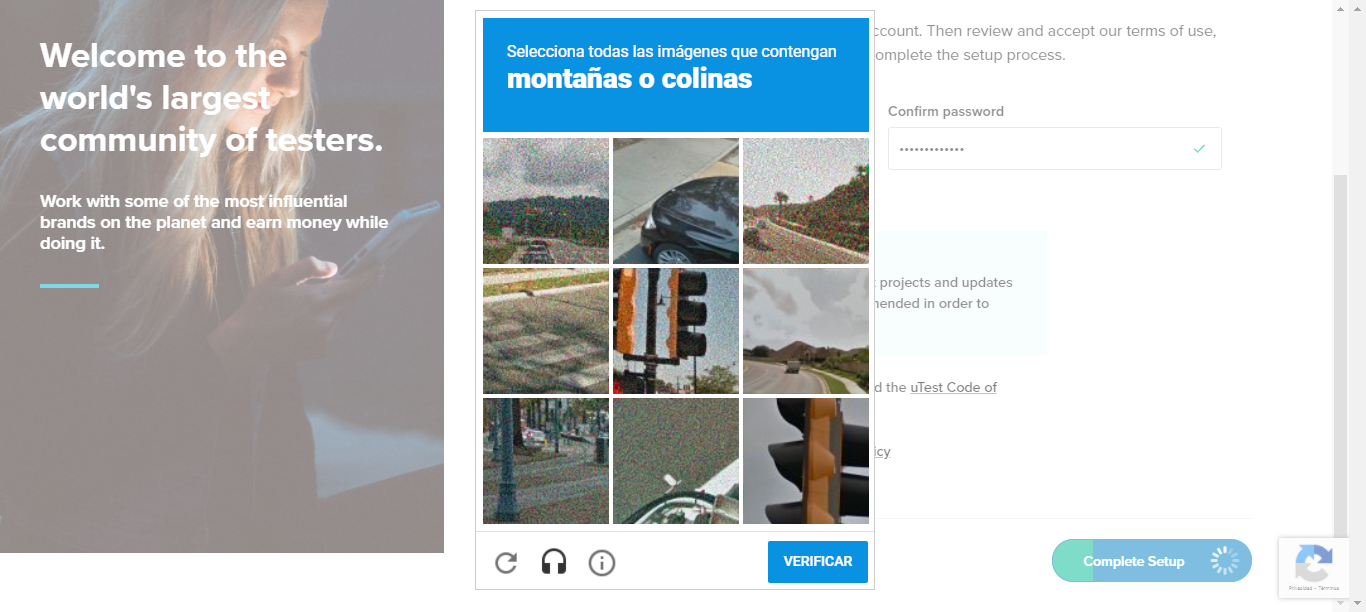 Welcome to the
world's largest
community of testers.
Work with some of the most influential
brands on the planet and earn money while
doing it.
Selecciona todas las imágenes que contengan
montañas o colinas
VERIFICAR
ccount. Then review and accept our terms of use,
omplete the setup process.
Confirm password
•••••••••••••
projects and updates
nended in order to
d the uTest Code of
icy
Complete Setup
Privacidad - Términos